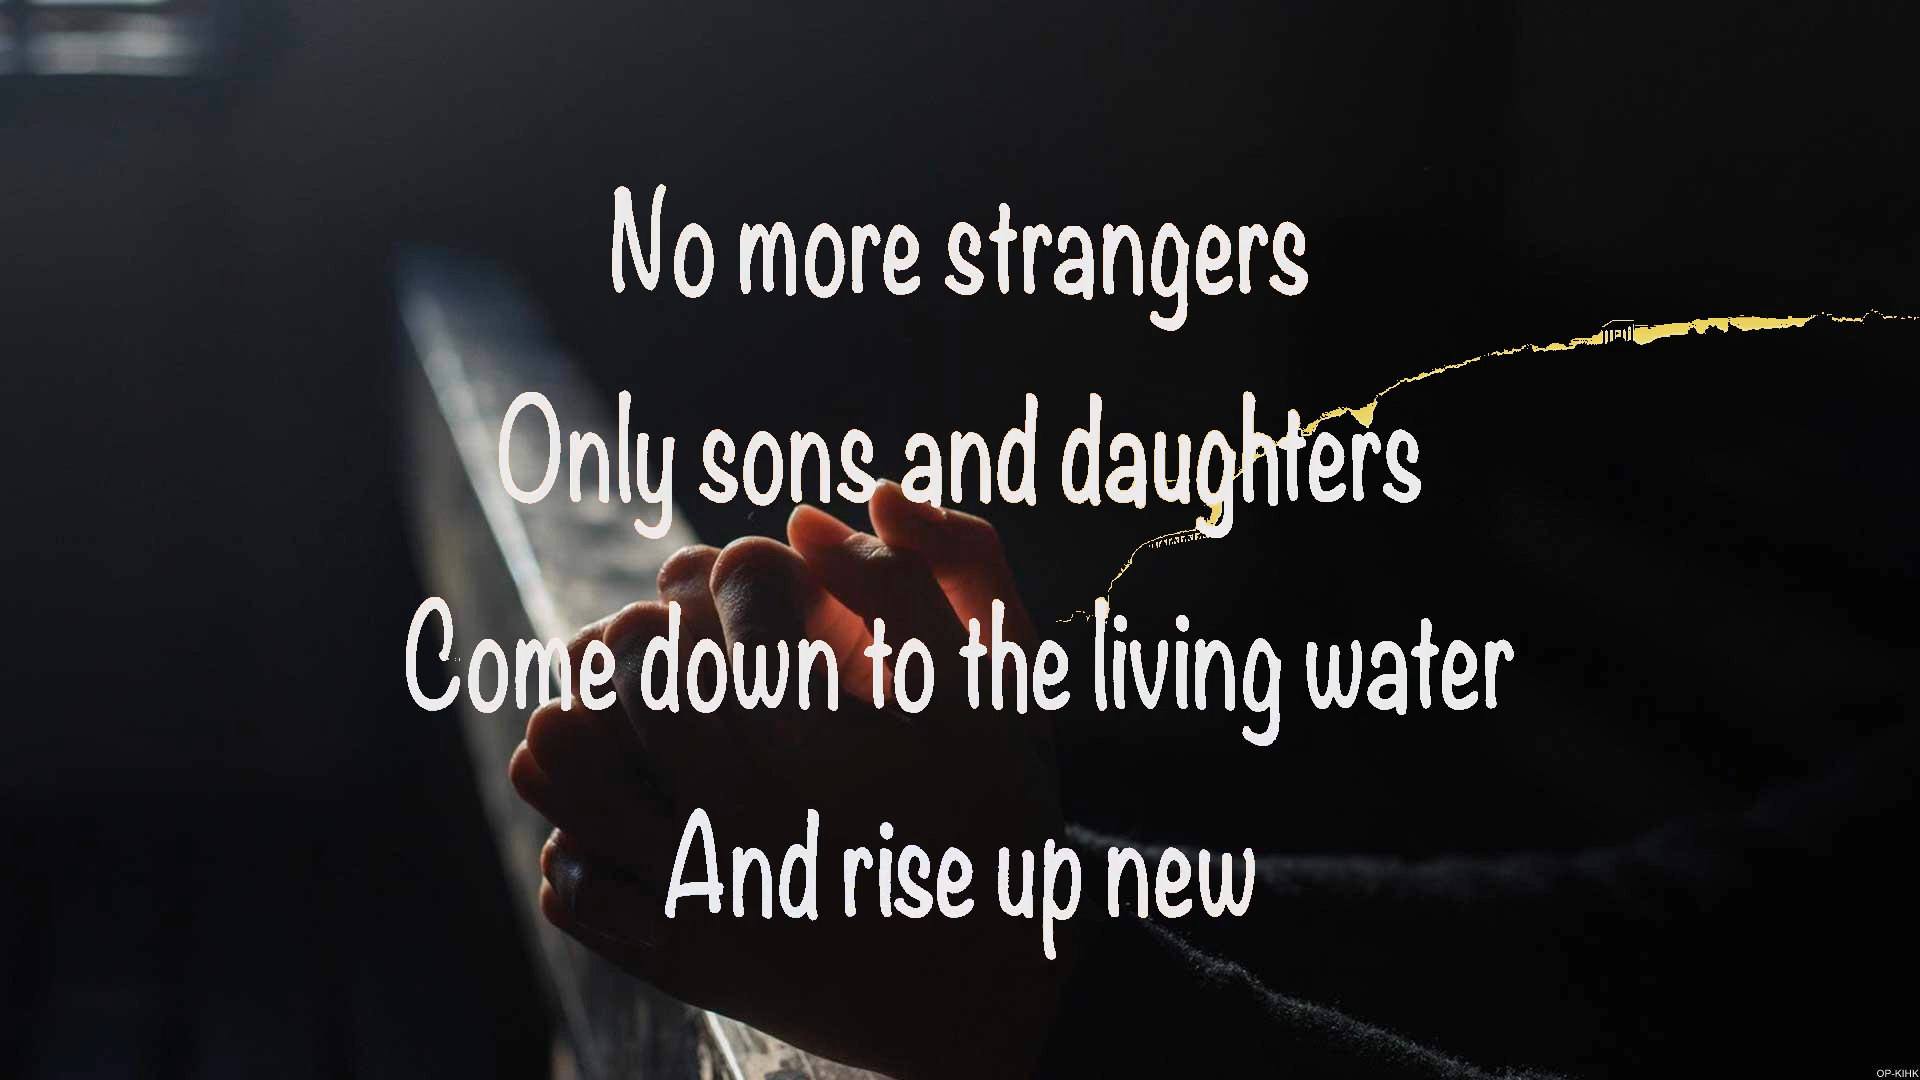 No more strangers
Only sons and daughters
Come down to the living water
And rise up new
OP-KIHK